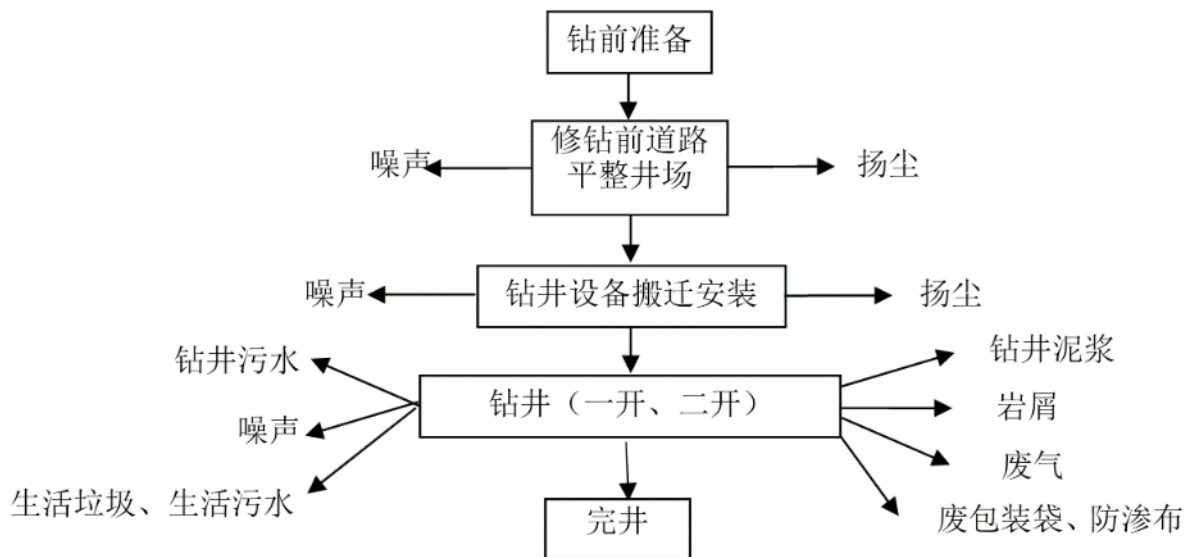 钻前准备
修钻前道路
平整井场
噪声
扬尘
钻井设备搬迁安装
噪声
扬尘
钻井（一开、二开）
钻井污水
噪声
生活垃圾、生活污水
钻井泥浆
岩屑
废气
废包装袋、防渗布
完井